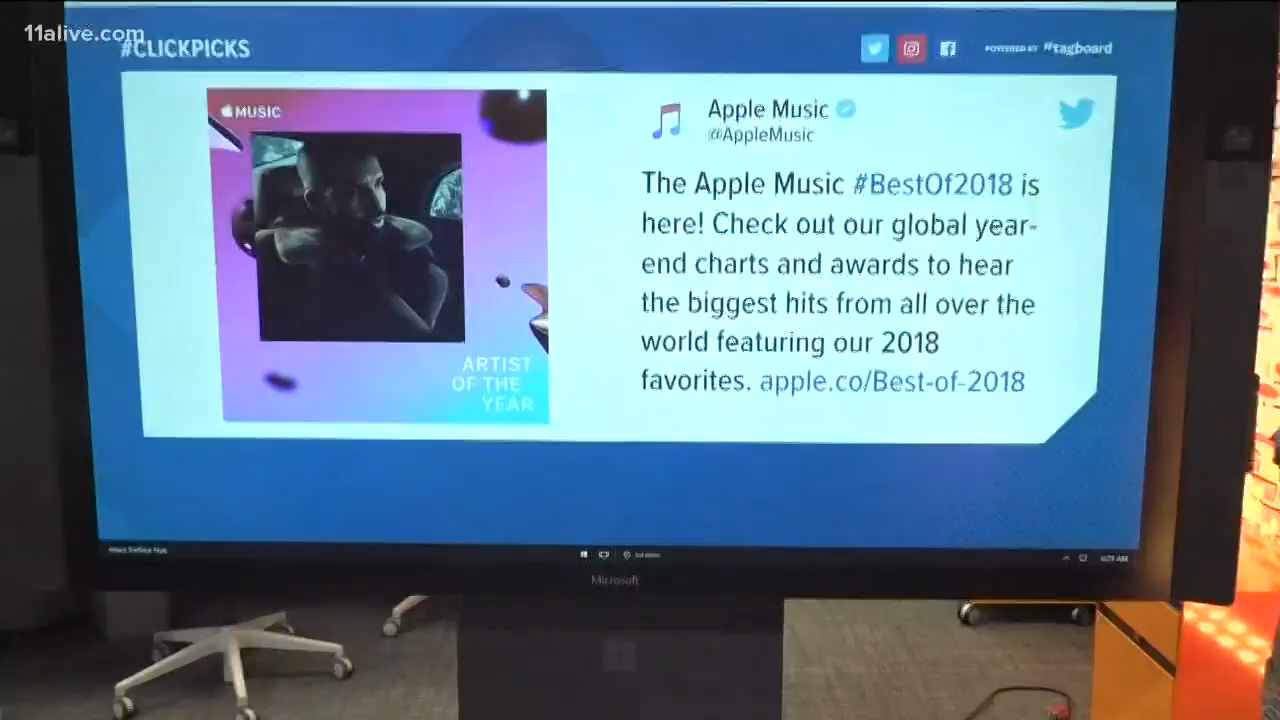 11alive.com
#CLICKPICKS
POWERED BY #tagboard
MUSIC
ARTIST
OF THE
YEAR
Apple Music
@AppleMusic
The Apple Music #BestOf2018 is
here! Check out our global year-
end charts and awards to hear
the biggest hits from all over the
world featuring our 2018
favorites. apple.co/Best-of-2018
Microsoft